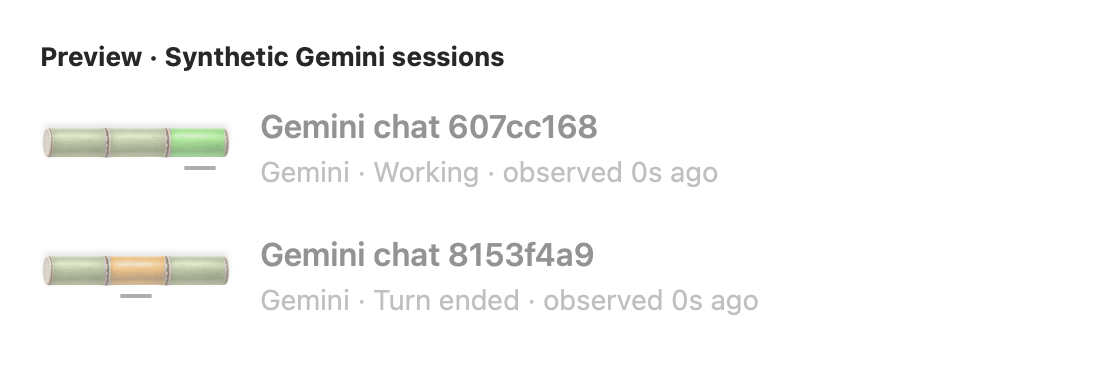 Preview · Synthetic Gemini sessions
Gemini chat 607cc168
Gemini · Working · observed 0s ago
Gemini chat 8153f4a9
Gemini · Turn ended · observed 0s ago